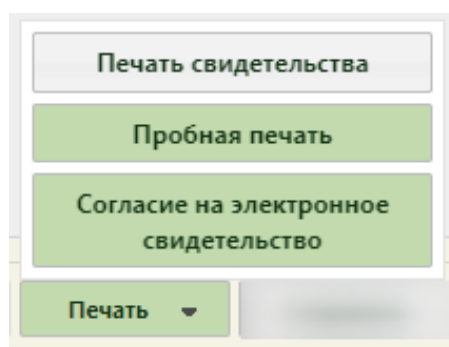 Печать свидетельства
Пробная печать
Согласие на электронное
свидетельство
Печать